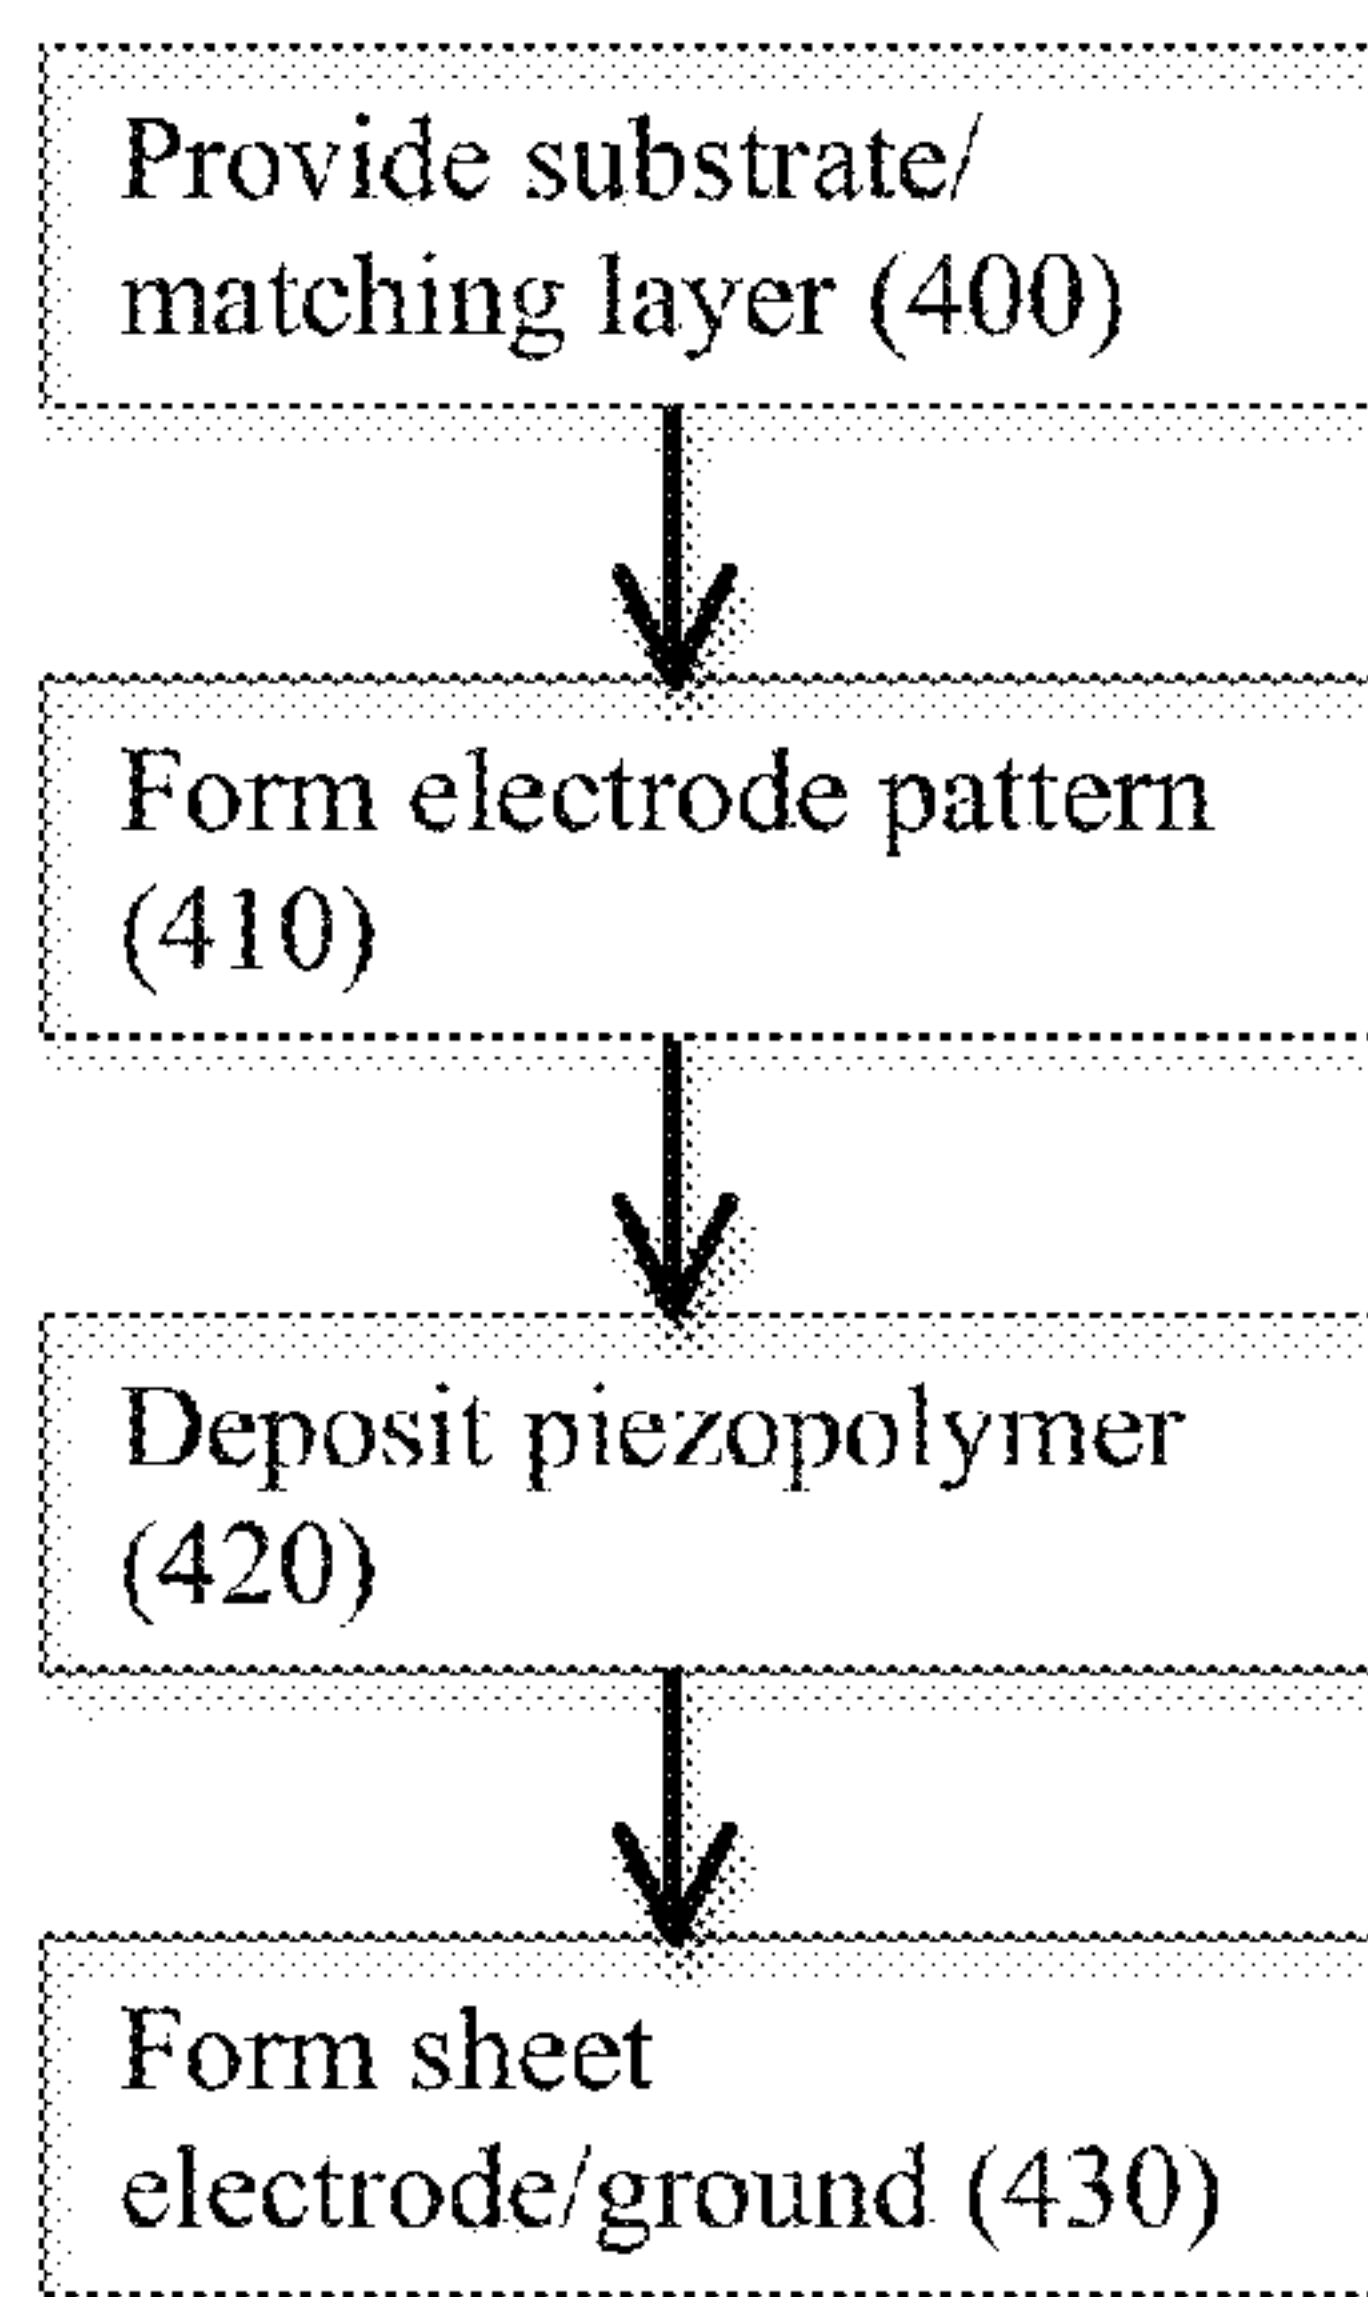 Provide substrate/
matching layer (400)
Form electrode pattern
(410)
Deposit piezopolymer
(420)
Form sheet
electrode/ground (430)